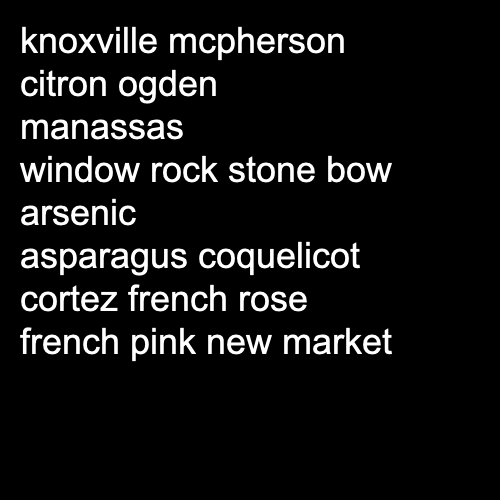 knoxville mcpherson
citron ogden
manassas
window rock stone bow
arsenic
asparagus coquelicot
cortez french rose
french pink new market